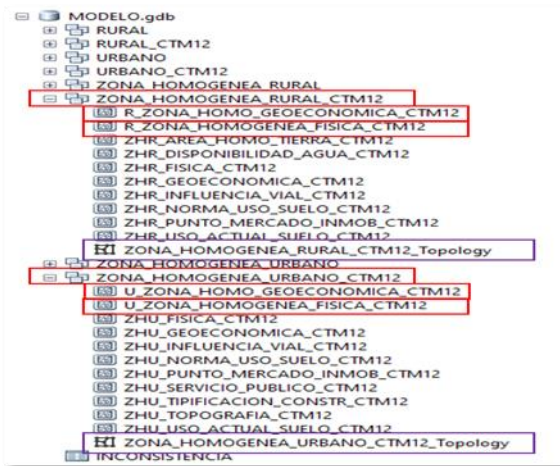 MODELO.gdb
RURAL
RURAL_CTM12
URBANO
URBANO_CTM12
ZONA_HOMOGENEA_RURAL
ZONA_HOMOGENEA_RURAL_CTM12
R_ZONA_HOMO_GEOECONOMICA_CTM12
R_ZONA_HOMOGENEA_FISICA_CTM12
ZHR_AREA_HOMO_TIERRA_CTM12
ZHR_DISPONIBILIDAD_AGUA_CTM12
ZHR_FISICA_CTM12
ZHR_GEOECONOMICA_CTM12
ZHR_INFLUENCIA_VIAL_CTM12
ZHR_NORMA_USO_SUELO_CTM12
ZHR_PUNTO_MERCADO_INMOB_CTM12
ZHR_USO_ACTUAL_SUELO_CTM12
ZONA_HOMOGENEA_RURAL_CTM12_Topology
ZONA_HOMOGENEA_URBANO
ZONA_HOMOGENEA_URBANO_CTM12
U_ZONA_HOMO_GEOECONOMICA_CTM12
U_ZONA_HOMOGENEA_FISICA_CTM12
ZHU_FISICA_CTM12
ZHU_GEOECONOMICA_CTM12
ZHU_INFLUENCIA_VIAL_CTM12
ZHU_NORMA_USO_SUELO_CTM12
ZHU_PUNTO_MERCADO_INMOB_CTM12
ZHU_SERVICIO_PUBLICO_CTM12
ZHU_TIPIFICACION_CONSTR_CTM12
ZHU_TOPOGRAFIA_CTM12
ZHU_USO_ACTUAL_SUELO_CTM12
ZONA_HOMOGENEA_URBANO_CTM12_Topology
INCONSISTENCIA